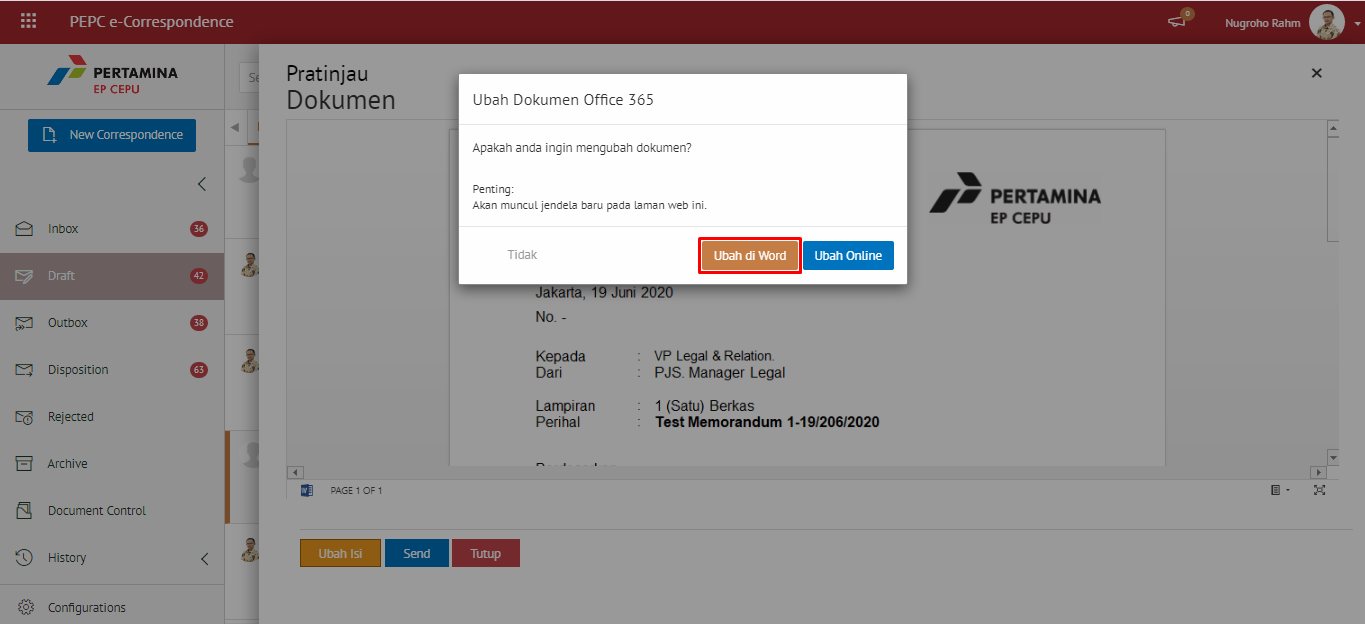 PEPC e-Correspondence
0
Nugroho Rahm
PERTAMINA
EP CEPU
New Correspondence
Inbox 36
Draft 42
Outbox 38
Disposition 63
Rejected
Archive
Document Control
History
Configurations
Se
Pratinjau
Dokumen
Ubah Dokumen Office 365
Apakah anda ingin mengubah dokumen?
Penting:
Akan muncul jendela baru pada laman web ini.
Tidak
Ubah di Word
Ubah Online
PERTAMINA
EP CEPU
Jakarta, 19 Juni 2020
No. -
Kepada : VP Legal & Relation.
Dari : PJS. Manager Legal
Lampiran : 1 (Satu) Berkas
Perihal : Test Memorandum 1-19/206/2020
PAGE 1 OF 1
Ubah Isi
Send
Tutup